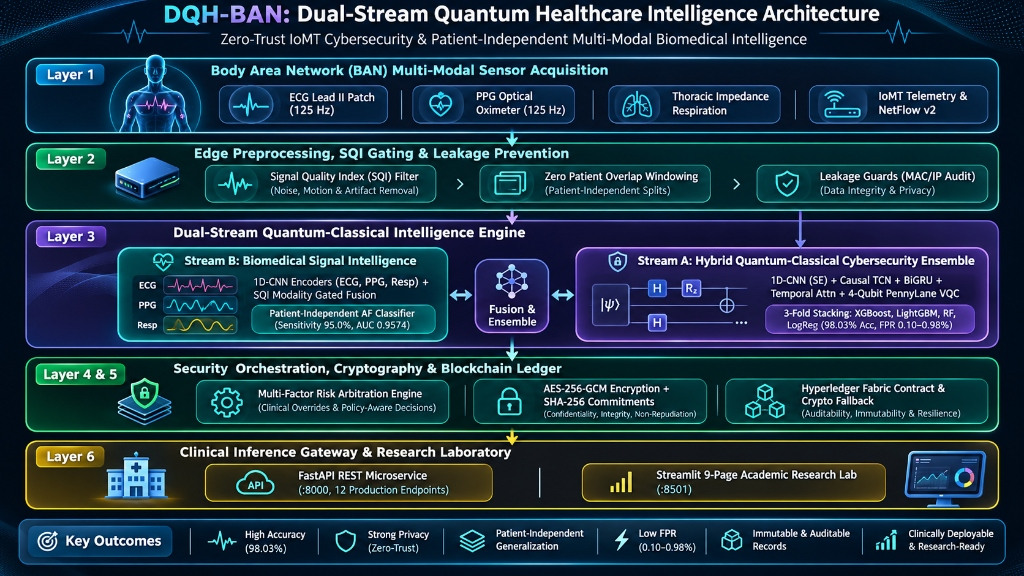 DQH-BAN: Dual-Stream Quantum Healthcare Intelligence Architecture
Zero-Trust IoMT Cybersecurity & Patient-Independent Multi-Modal Biomedical Intelligence
Layer 1
Body Area Network (BAN) Multi-Modal Sensor Acquisition
ECG Lead II Patch
(125 Hz)
PPG Optical
Oximeter (125 Hz)
Thoracic Impedance
Respiration
IoMT Telemetry &
NetFlow v2
Layer 2
Edge Preprocessing, SQI Gating & Leakage Prevention
Signal Quality Index (SQI) Filter
(Noise, Motion & Artifact Removal)
Zero Patient Overlap Windowing
(Patient-Independent Splits)
Leakage Guards (MAC/IP Audit)
(Data Integrity & Privacy)
Layer 3
Dual-Stream Quantum-Classical Intelligence Engine
Stream B: Biomedical Signal Intelligence
ECG
PPG
Resp
1D-CNN Encoders (ECG, PPG, Resp) +
SQI Modality Gated Fusion
Patient-Independent AF Classifier
(Sensitivity 95.0%, AUC 0.9574)
Fusion &
Ensemble
Stream A: Hybrid Quantum-Classical Cybersecurity Ensemble
|ψ⟩
H
Rz
H
1D-CNN (SE) + Causal TCN + BiGRU +
Temporal Attn + 4-Qubit PennyLane VQC
3-Fold Stacking: XGBoost, LightGBM, RF,
LogReg (98.03% Acc, FPR 0.10–0.98%)
Layer 4 & 5
Security Orchestration, Cryptography & Blockchain Ledger
Multi-Factor Risk Arbitration Engine
(Clinical Overrides & Policy-Aware Decisions)
AES-256-GCM Encryption +
SHA-256 Commitments
(Confidentiality, Integrity, Non-Repudiation)
Hyperledger Fabric Contract &
Crypto Fallback
(Auditability, Immutability & Resilience)
Layer 6
Clinical Inference Gateway & Research Laboratory
API
FastAPI REST Microservice
(:8000, 12 Production Endpoints)
Streamlit 9-Page Academic Research Lab
(:8501)
Key Outcomes
High Accuracy
(98.03%)
Strong Privacy
(Zero-Trust)
Patient-Independent
Generalization
Low FPR
(0.10–0.98%)
Immutable & Auditable
Records
Clinically Deployable
& Research-Ready